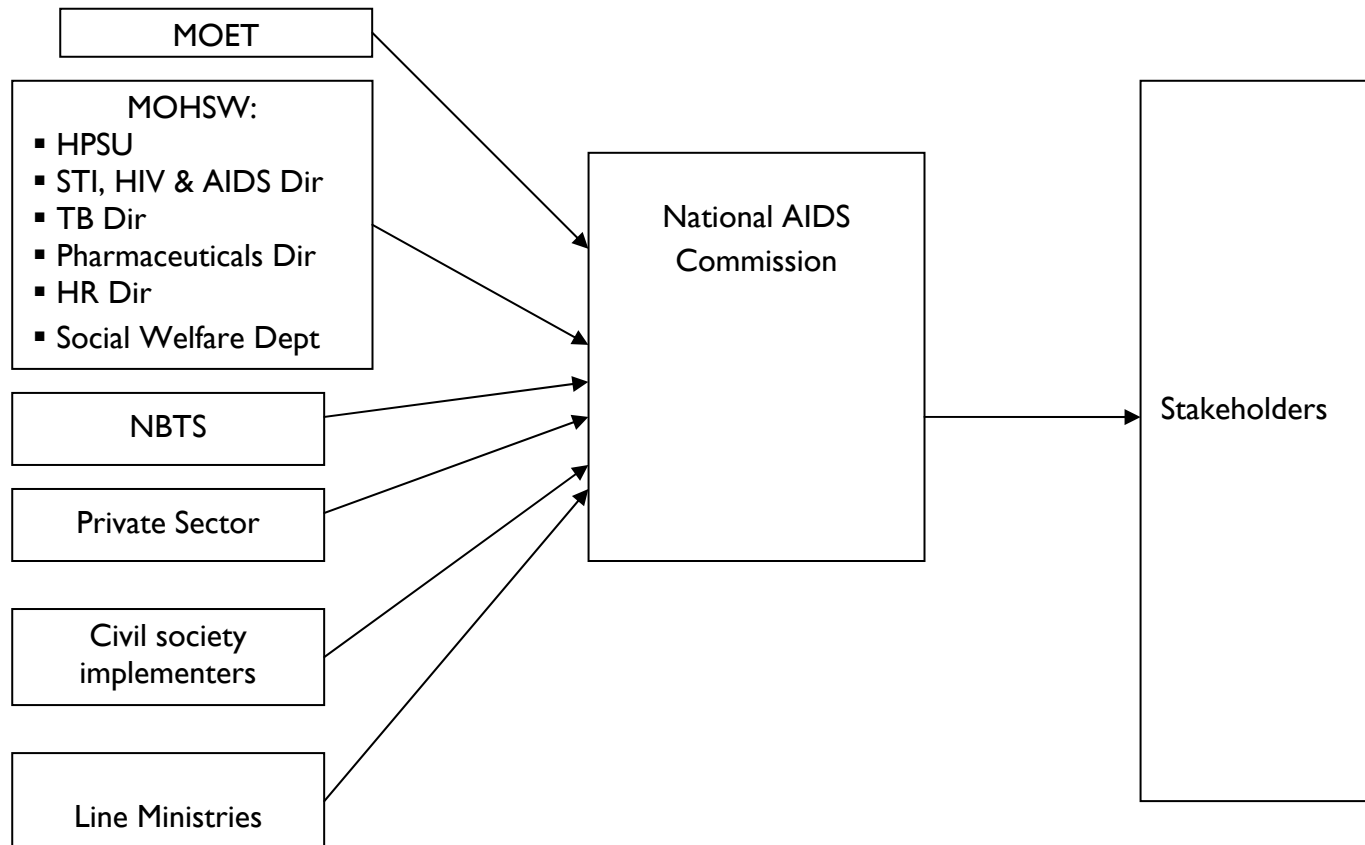 MOET
MOHSW:
▪ HPSU
▪ STI, HIV & AIDS Dir
▪ TB Dir
▪ Pharmaceuticals Dir
▪ HR Dir
▪ Social Welfare Dept
NBTS
Private Sector
Civil society
implementers
Line Ministries
National AIDS
Commission
Stakeholders